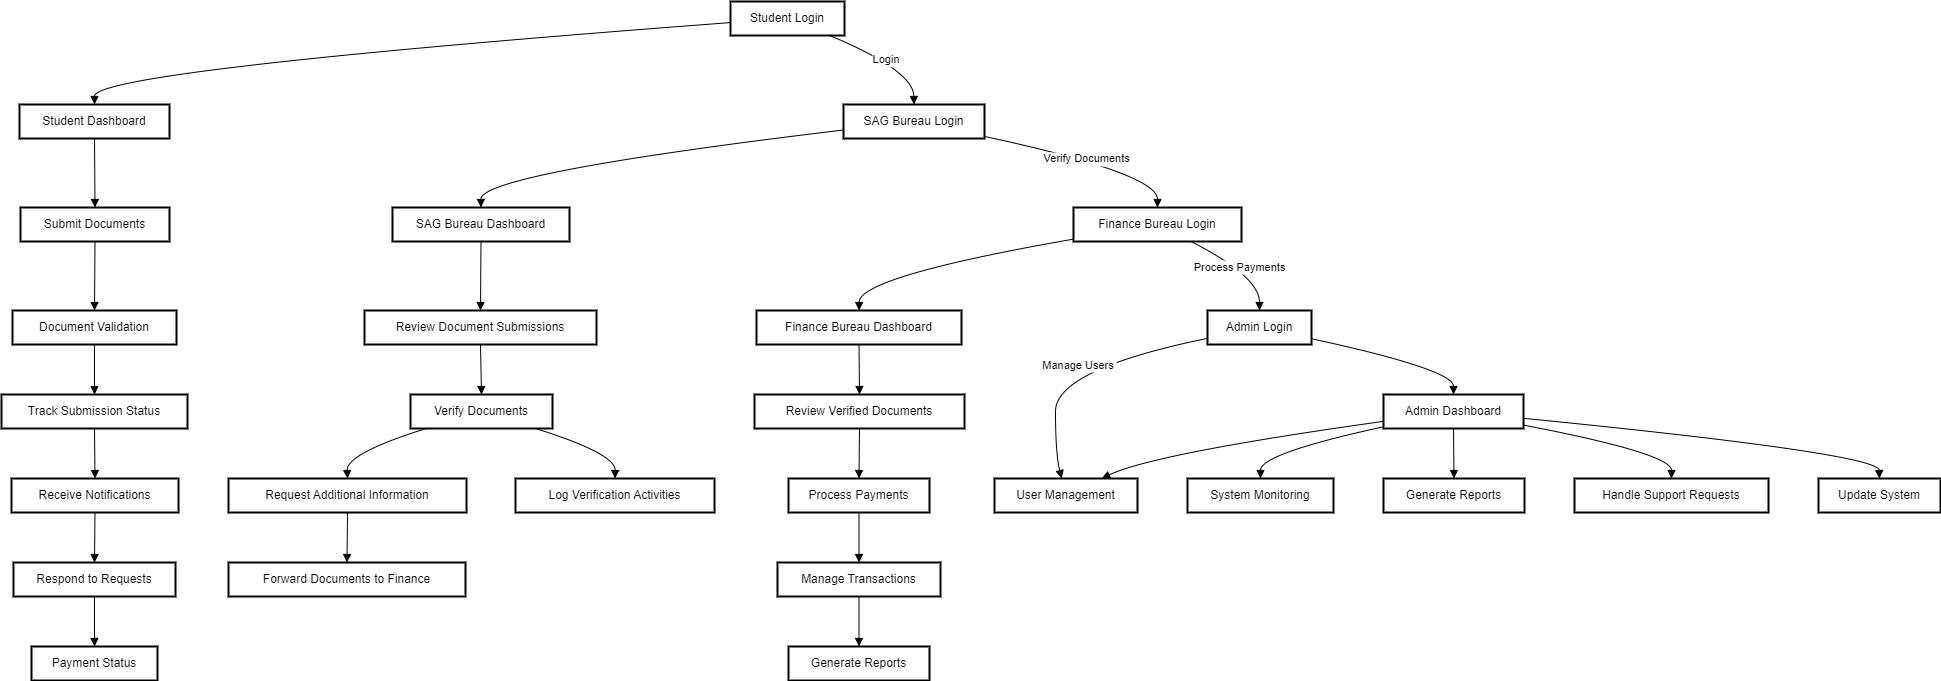 Student Login
Login
Student Dashboard
SAG Bureau Login
Verify Documents
Submit Documents
SAG Bureau Dashboard
Finance Bureau Login
Process Payments
Document Validation
Review Document Submissions
Finance Bureau Dashboard
Admin Login
Manage Users
Track Submission Status
Verify Documents
Review Verified Documents
Admin Dashboard
Receive Notifications
Request Additional Information
Log Verification Activities
Process Payments
User Management
System Monitoring
Generate Reports
Handle Support Requests
Update System
Respond to Requests
Forward Documents to Finance
Manage Transactions
Payment Status
Generate Reports